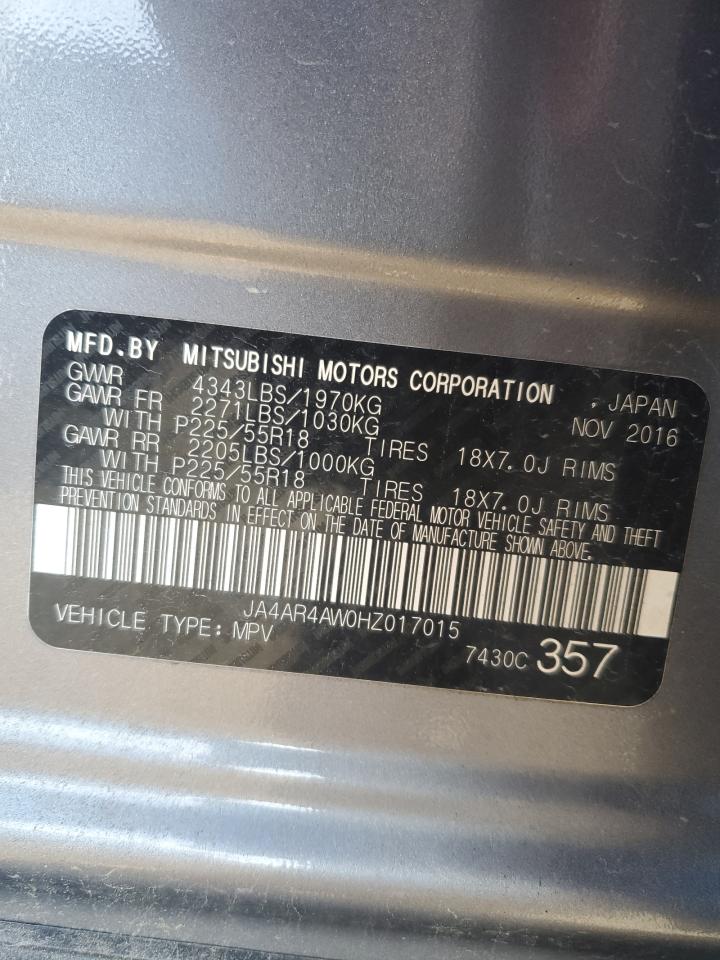 MFD.BY MITSUBISHI MOTORS CORPORATION , JAPAN
GVWR 4343LBS/1970KG NOV 2016
GAWR FR 2271LBS/1030KG
WITH P225/55R18 TIRES 18X7.0J RIMS
GAWR RR 2205LBS/1000KG
WITH P225/55R18 TIRES 18X7.0J RIMS
THIS VEHICLE CONFORMS TO ALL APPLICABLE FEDERAL MOTOR VEHICLE SAFETY AND THEFT
PREVENTION STANDARDS IN EFFECT ON THE DATE OF MANUFACTURE SHOWN ABOVE.
JA4AR4AW0HZ017015
VEHICLE TYPE: MPV 7430C 357